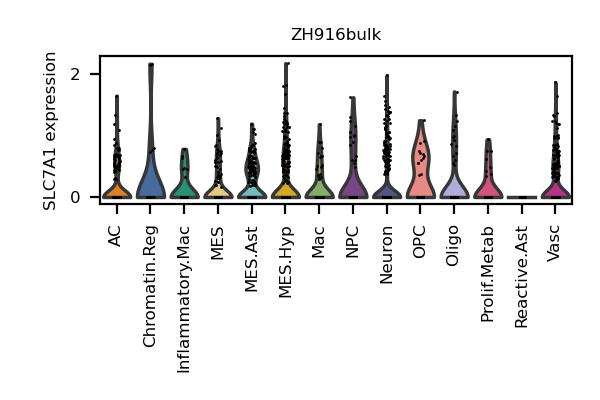 ZH916bulk
SLC7A1 expression
2
0
AC
Chromatin.Reg
Inflammatory.Mac
MES
MES.Ast
MES.Hyp
Mac
NPC
Neuron
OPC
Oligo
Prolif.Metab
Reactive.Ast
Vasc